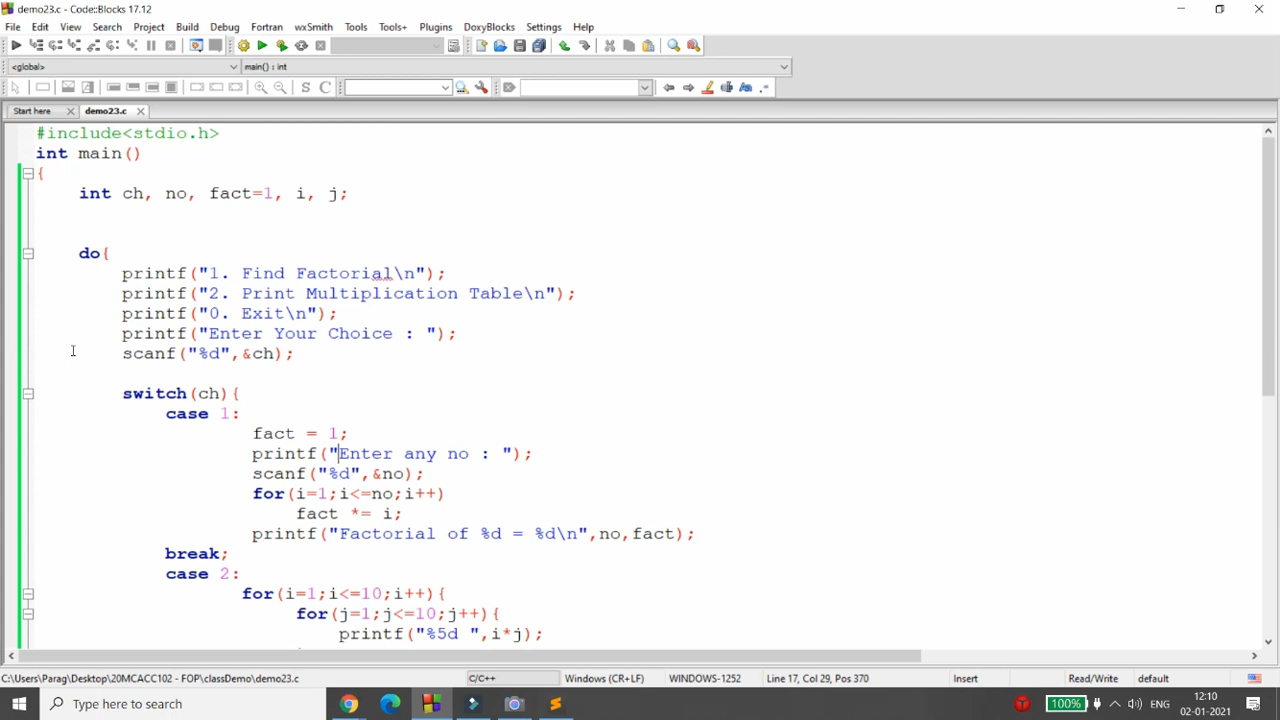 demo23.c - Code::Blocks 17.12
File Edit View Search Project Build Debug Fortran wxSmith Tools Tools+ Plugins DoxyBlocks Settings Help
<global> main() : int
S C
Start here demo23.c
#include<stdio.h>
int main()
{
int ch, no, fact=1, i, j;
do{
printf("1. Find Factorial\n");
printf("2. Print Multiplication Table\n");
printf("0. Exit\n");
printf("Enter Your Choice : ");
scanf("%d",&ch);
switch(ch){
case 1:
fact = 1;
printf("Enter any no : ");
scanf("%d",&no);
for(i=1;i<=no;i++)
fact *= i;
printf("Factorial of %d = %d\n",no,fact);
break;
case 2:
for(i=1;i<=10;i++){
for(j=1;j<=10;j++){
printf("%5d ",i*j);
C:\Users\Parag\Desktop\20MCACC102 - FOP\classDemo\demo23.c C/C++ Windows (CR+LF) WINDOWS-1252 Line 17, Col 29, Pos 370 Insert Read/Write default
Type here to search 100% ENG 12:10
02-01-2021